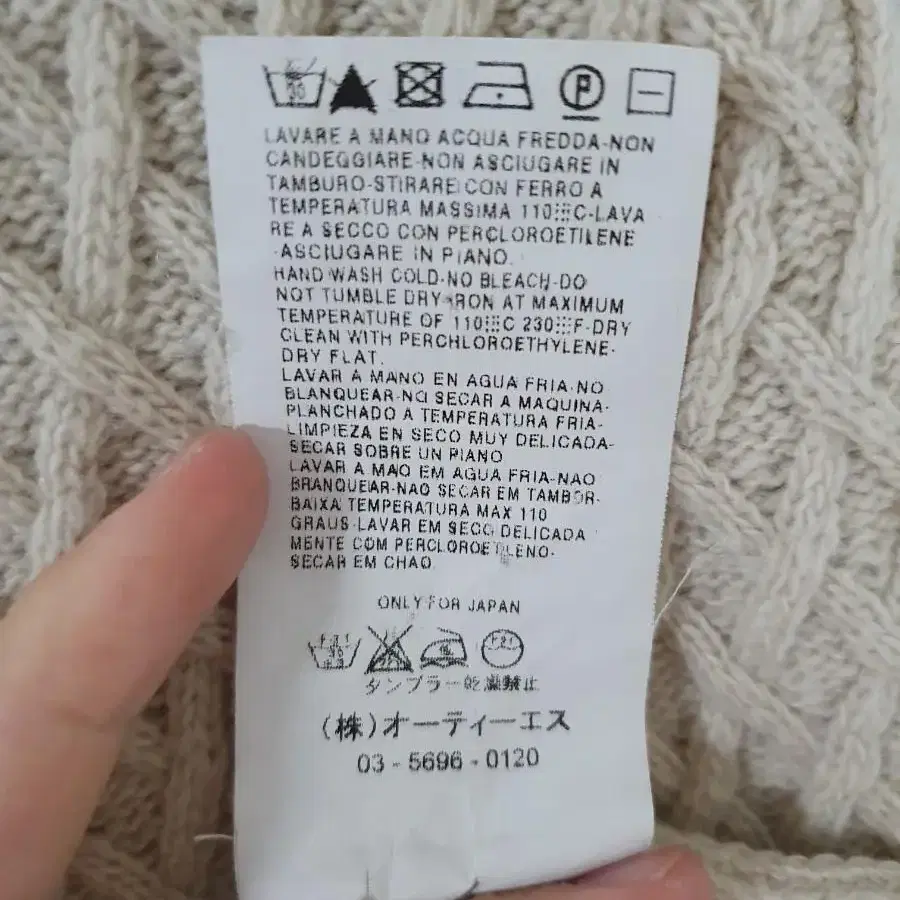 30
P
LAVARE A MANO ACQUA FREDDA-NON
CANDEGGIARE-NON ASCIUGARE IN
TAMBURO-STIRARE CON FERRO A
TEMPERATURA MASSIMA 110 C-LAVA
RE A SECCO CON PERCLOROETILENE
-ASCIUGARE IN PIANO.
HAND WASH COLD-NO BLEACH-DO
NOT TUMBLE DRY-IRON AT MAXIMUM
TEMPERATURE OF 110 C 230 F-DRY
CLEAN WITH PERCHLOROETHYLENE-
DRY FLAT.
LAVAR A MANO EN AGUA FRIA-NO
BLANQUEAR-NO SECAR A MAQUINA-
PLANCHADO A TEMPERATURA FRIA-
LIMPIEZA EN SECO MUY DELICADA-
SECAR SOBRE UN PIANO
LAVAR A MAO EM AGUA FRIA-NAO
BRANQUEAR-NAO SECAR EM TAMBOR-
BAIXA TEMPERATURA MAX 110
GRAUS-LAVAR EM SECO DELICADA
MENTE COM PERCLOROETILENO-
SECAR EM CHAO
ONLY FOR JAPAN
タンブラー乾燥禁止
(株)オーティーエス
03-5696-0120